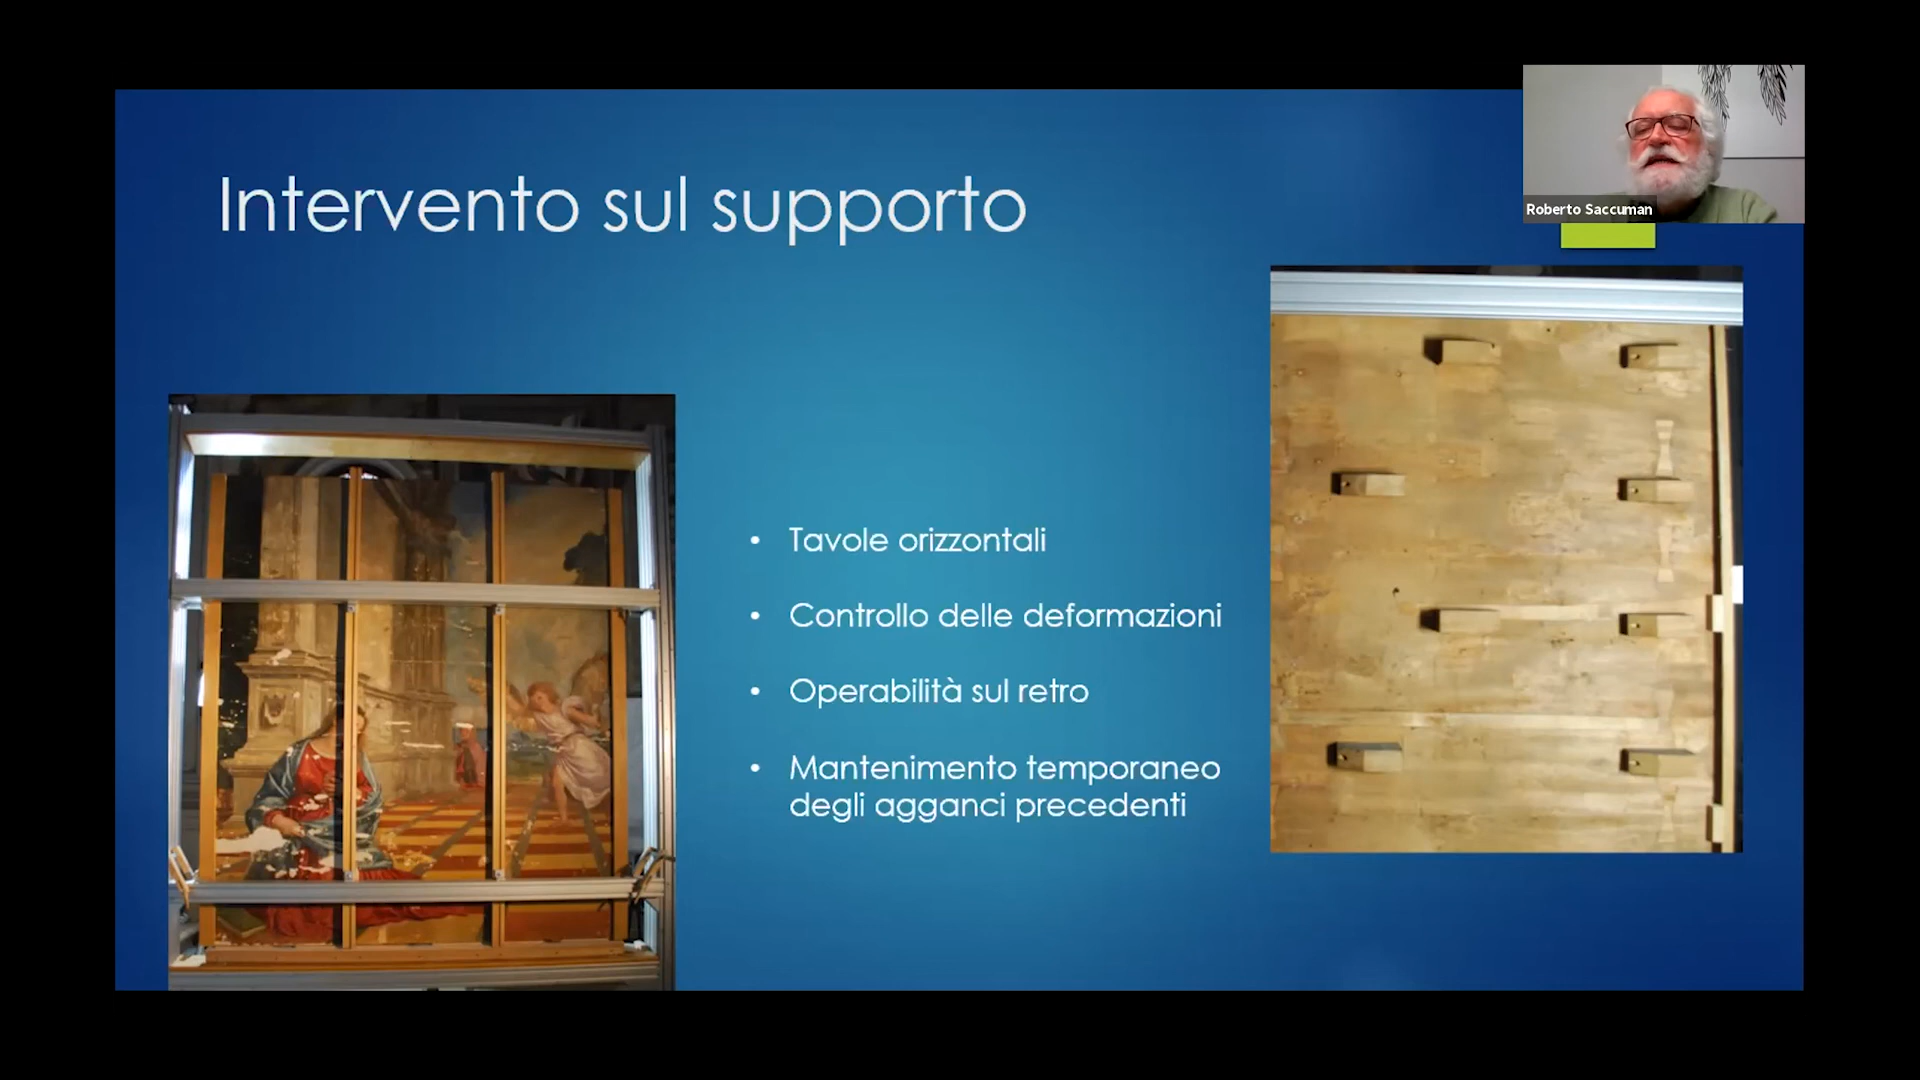 Intervento sul supporto
Roberto Saccuman
• Tavole orizzontali
• Controllo delle deformazioni
• Operabilità sul retro
• Mantenimento temporaneo
degli agganci precedenti